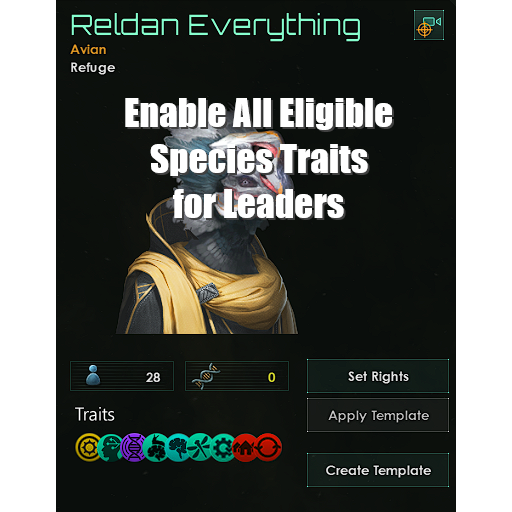 Reldan Everything
Avian
Refuge
Enable All Eligible
Species Traits
for Leaders
28
0
Set Rights
Traits
Apply Template
Create Template